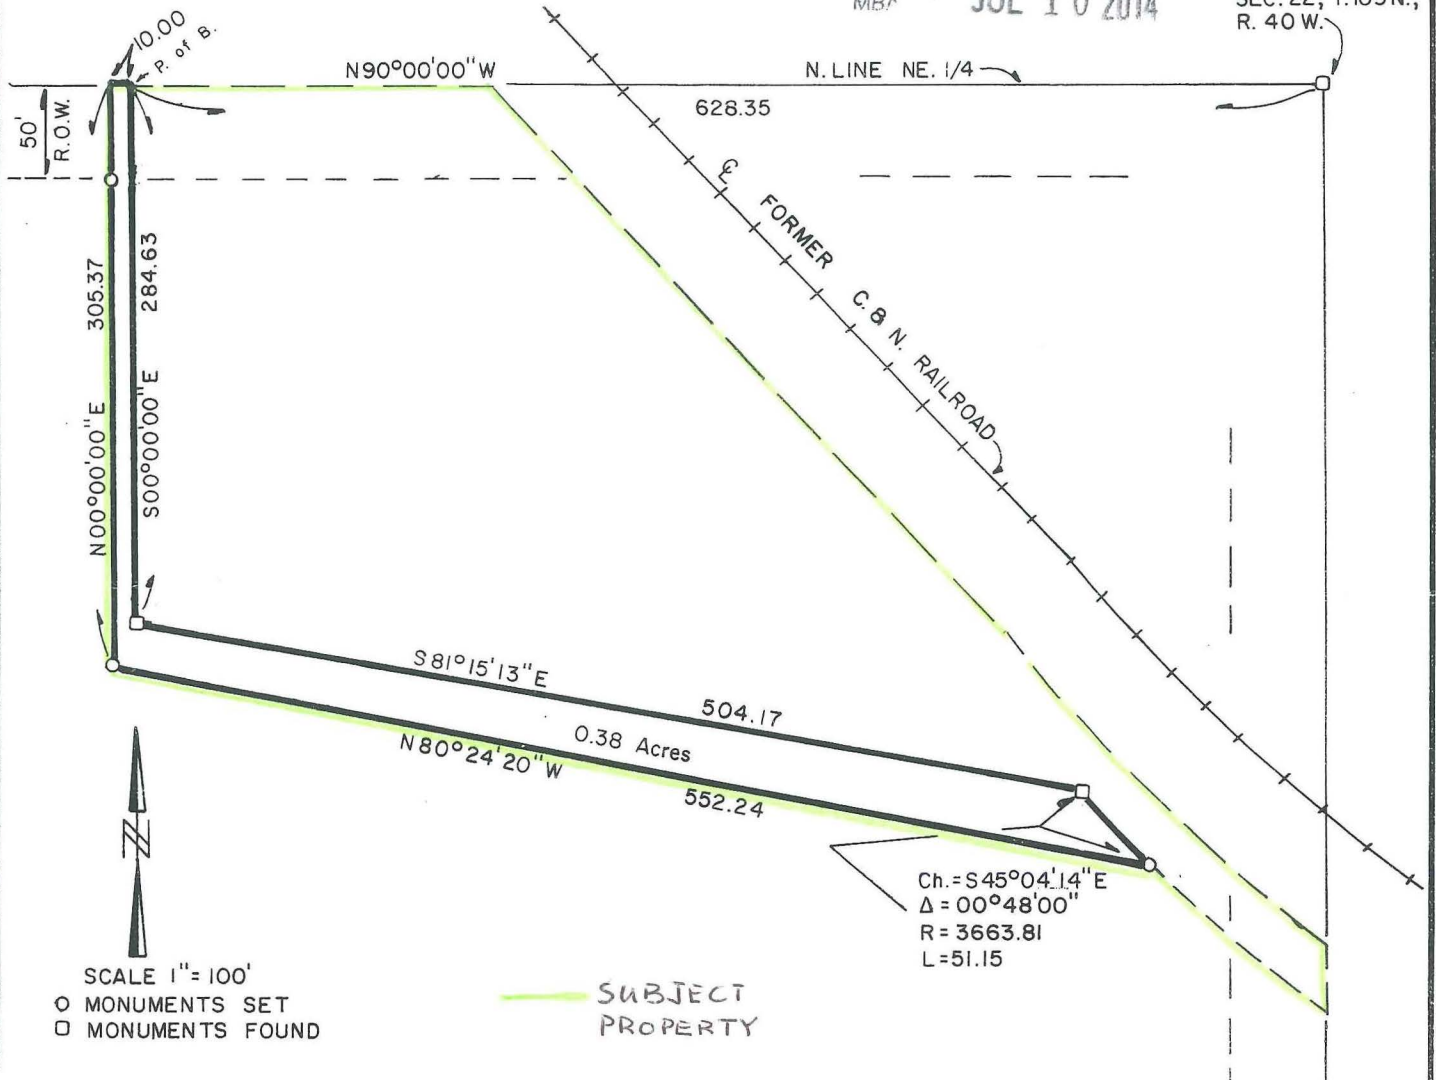 JUL 10 2014
R. 40 W.
10.00
P. of B.
N90°00'00"W
N. LINE NE. 1/4
628.35
50'
R.O.W.
℄
FORMER C. & N. RAILROAD
305.37
284.63
N00°00'00"E
S00°00'00"E
S81°15'13"E
504.17
0.38 Acres
N80°24'20"W
552.24
N
Ch.=S45°04'14"E
Δ=00°48'00"
R=3663.81
L=51.15
SCALE 1"=100'
O MONUMENTS SET
□ MONUMENTS FOUND
SUBJECT
PROPERTY